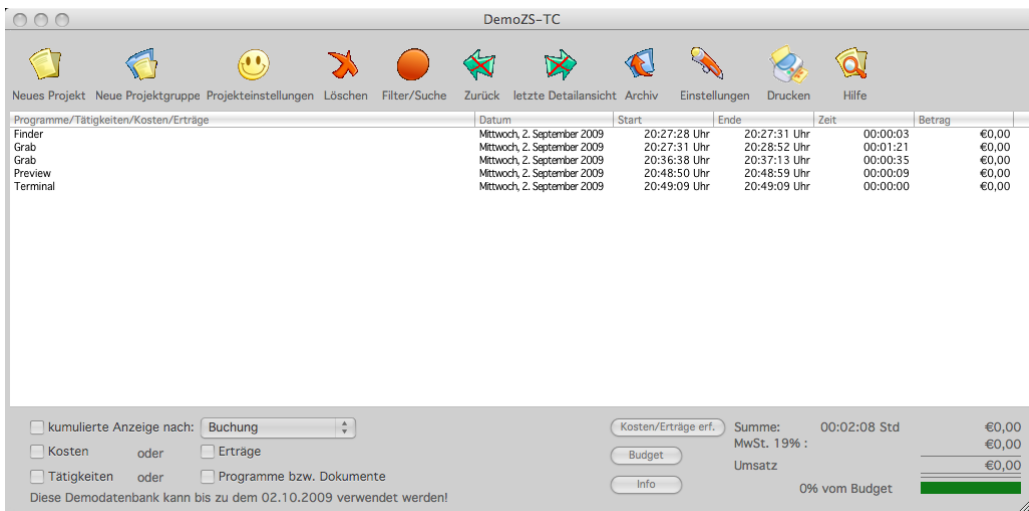 DemoZS-TC
Neues Projekt Neue Projektgruppe Projekteinstellungen Löschen Filter/Suche Zurück letzte Detailansicht Archiv Einstellungen Drucken Hilfe
Programme/Tätigkeiten/Kosten/Erträge Datum Start Ende Zeit Betrag
Finder Mittwoch, 2. September 2009 20:27:28 Uhr 20:27:31 Uhr 00:00:03 €0,00
Grab Mittwoch, 2. September 2009 20:27:31 Uhr 20:28:52 Uhr 00:01:21 €0,00
Grab Mittwoch, 2. September 2009 20:36:38 Uhr 20:37:13 Uhr 00:00:35 €0,00
Preview Mittwoch, 2. September 2009 20:48:50 Uhr 20:48:59 Uhr 00:00:09 €0,00
Terminal Mittwoch, 2. September 2009 20:49:09 Uhr 20:49:09 Uhr 00:00:00 €0,00
kumulierte Anzeige nach: Buchung Kosten/Erträge erf. Summe: 00:02:08 Std €0,00
MwSt. 19% : €0,00
Kosten oder Erträge Budget
Umsatz €0,00
Tätigkeiten oder Programme bzw. Dokumente Info
0% vom Budget
Diese Demodatenbank kann bis zu dem 02.10.2009 verwendet werden!